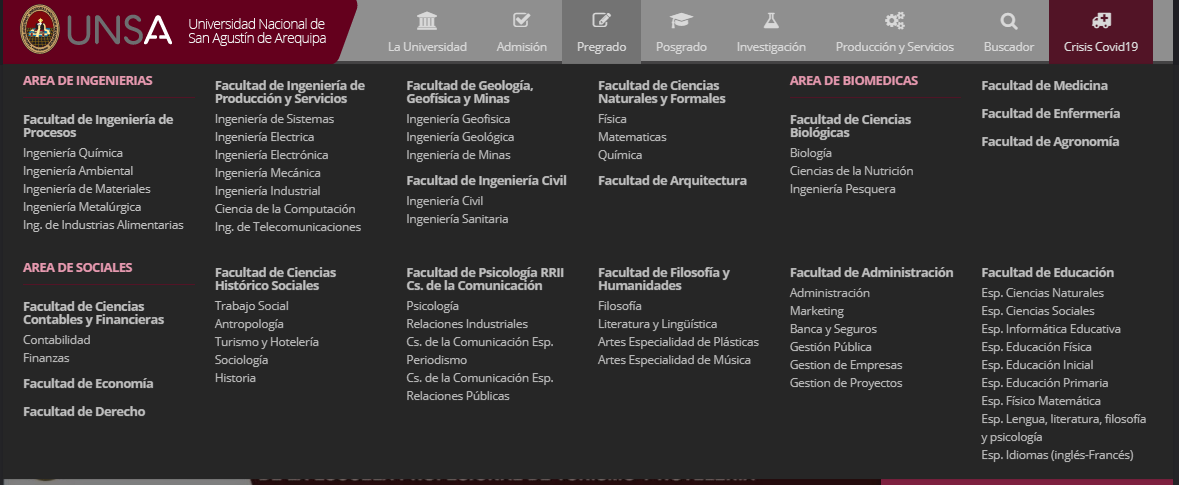 UNSA
Universidad Nacional de
San Agustín de Arequipa
La Universidad
Admisión
Pregrado
Posgrado
Investigación
Producción y Servicios
Buscador
Crisis Covid19
AREA DE INGENIERIAS
Facultad de Ingeniería de
Procesos
Ingeniería Química
Ingeniería Ambiental
Ingeniería de Materiales
Ingeniería Metalúrgica
Ing. de Industrias Alimentarias
Facultad de Ingeniería de
Producción y Servicios
Ingeniería de Sistemas
Ingeniería Electrica
Ingeniería Electrónica
Ingeniería Mecánica
Ingeniería Industrial
Ciencia de la Computación
Ing. de Telecomunicaciones
Facultad de Geología,
Geofísica y Minas
Ingeniería Geofisica
Ingeniería Geológica
Ingeniería de Minas
Facultad de Ingeniería Civil
Ingeniería Civil
Ingeniería Sanitaria
Facultad de Ciencias
Naturales y Formales
Física
Matematicas
Química
Facultad de Arquitectura
AREA DE BIOMEDICAS
Facultad de Ciencias
Biológicas
Biología
Ciencias de la Nutrición
Ingeniería Pesquera
Facultad de Medicina
Facultad de Enfermería
Facultad de Agronomía
AREA DE SOCIALES
Facultad de Ciencias
Contables y Financieras
Contabilidad
Finanzas
Facultad de Economía
Facultad de Derecho
Facultad de Ciencias
Histórico Sociales
Trabajo Social
Antropología
Turismo y Hotelería
Sociología
Historia
Facultad de Psicología RRII
Cs. de la Comunicación
Psicología
Relaciones Industriales
Cs. de la Comunicación Esp.
Periodismo
Cs. de la Comunicación Esp.
Relaciones Públicas
Facultad de Filosofía y
Humanidades
Filosofía
Literatura y Lingüística
Artes Especialidad de Plásticas
Artes Especialidad de Música
Facultad de Administración
Administración
Marketing
Banca y Seguros
Gestión Pública
Gestion de Empresas
Gestion de Proyectos
Facultad de Educación
Esp. Ciencias Naturales
Esp. Ciencias Sociales
Esp. Informática Educativa
Esp. Educación Física
Esp. Educación Inicial
Esp. Educación Primaria
Esp. Físico Matemática
Esp. Lengua, literatura, filosofía
y psicología
Esp. Idiomas (inglés-Francés)